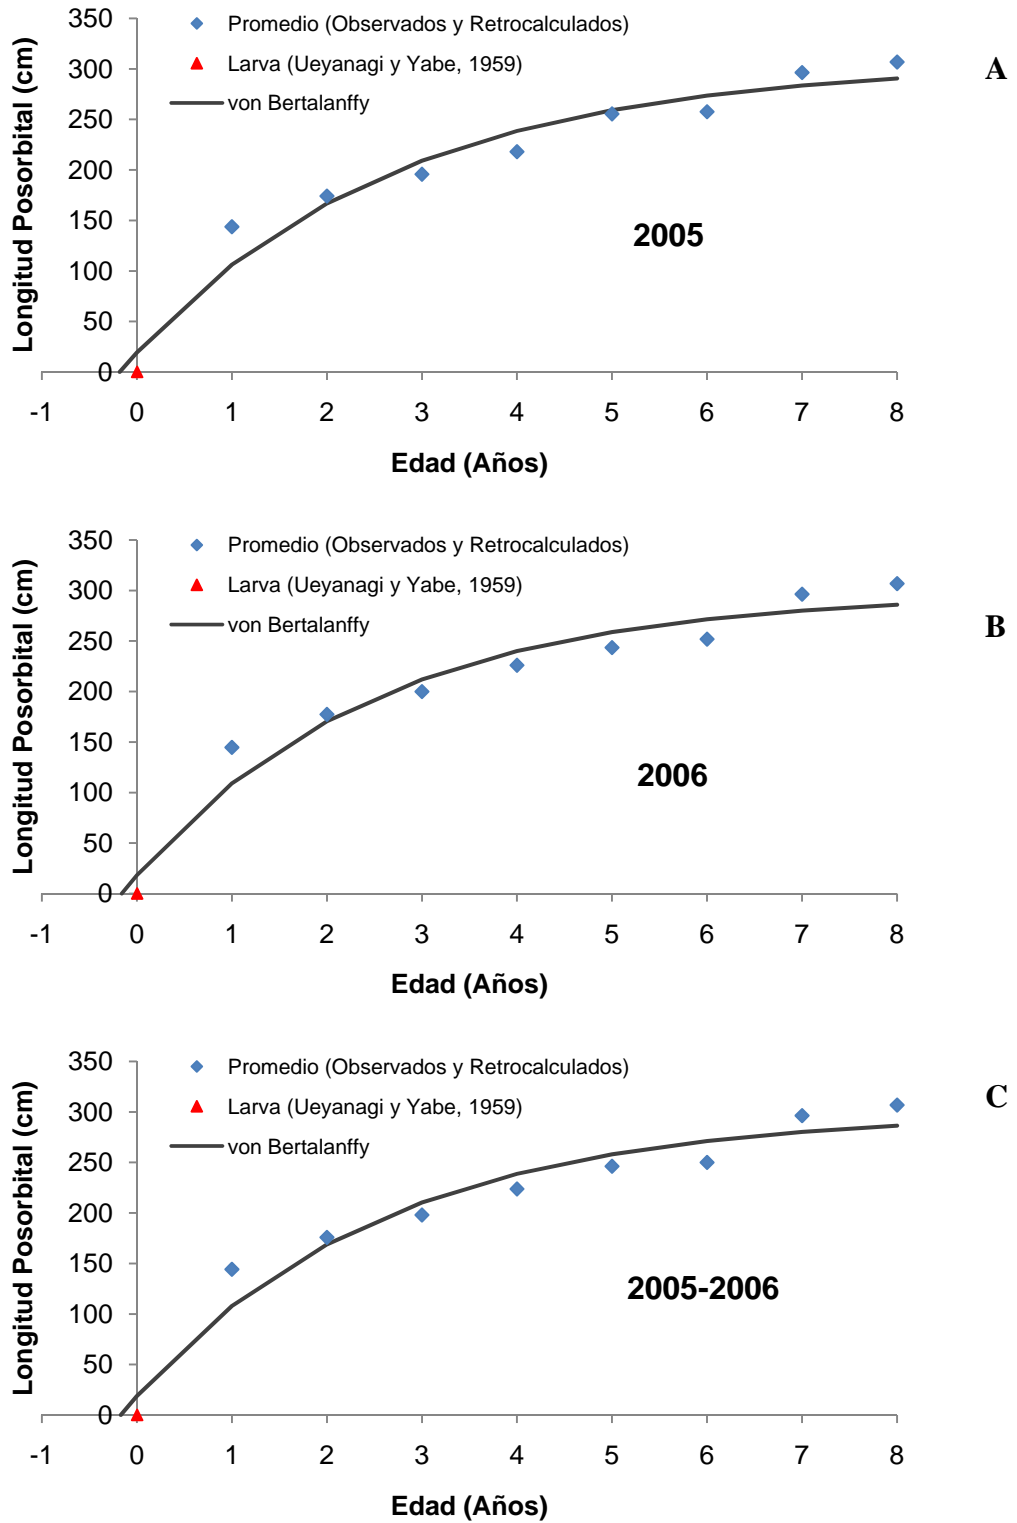 350
300
250
200
150
100
50
0
Longitud Posorbital (cm)
Promedio (Observados y Retrocalculados)
Larva (Ueyanagi y Yabe, 1959)
von Bertalanffy
A
2005
-1 0 1 2 3 4 5 6 7 8
Edad (Años)
350
300
250
200
150
100
50
0
Longitud Posorbital (cm)
Promedio (Observados y Retrocalculados)
Larva (Ueyanagi y Yabe, 1959)
von Bertalanffy
B
2006
-1 0 1 2 3 4 5 6 7 8
Edad (Años)
350
300
250
200
150
100
50
0
Longitud Posorbital (cm)
Promedio (Observados y Retrocalculados)
Larva (Ueyanagi y Yabe, 1959)
von Bertalanffy
C
2005-2006
-1 0 1 2 3 4 5 6 7 8
Edad (Años)